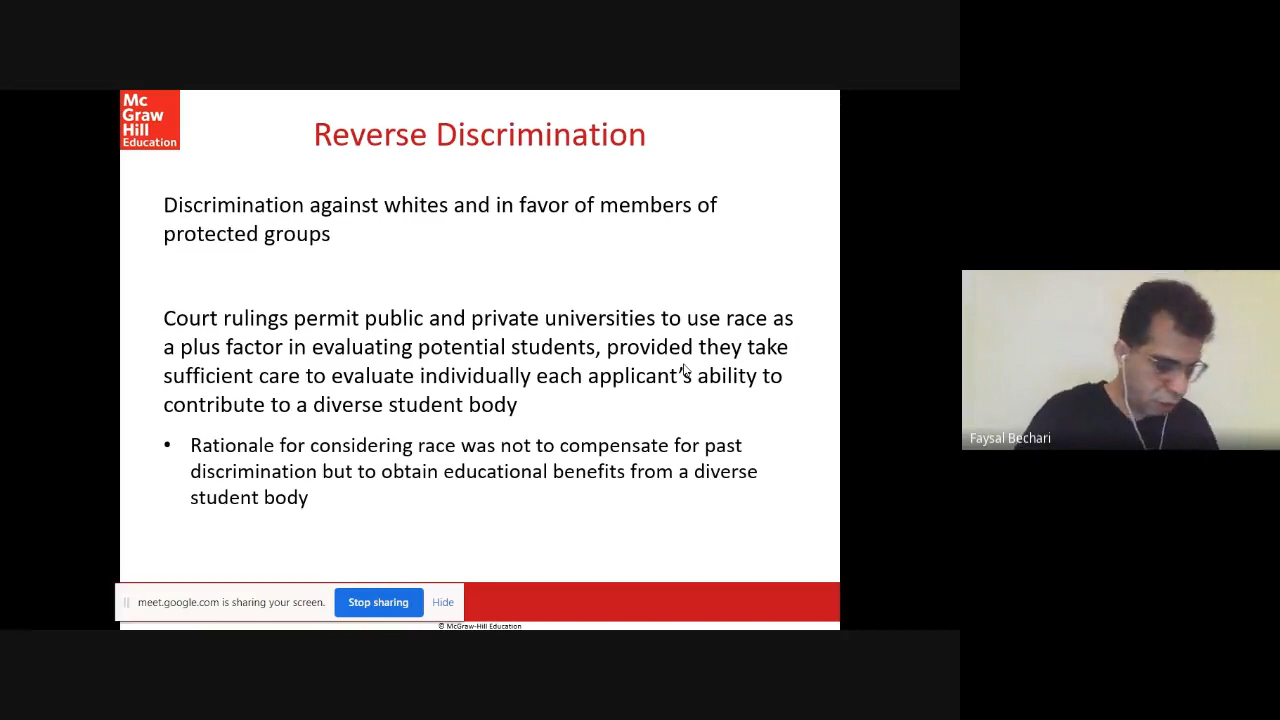 Mc
Graw
Hill
Education
Reverse Discrimination
Discrimination against whites and in favor of members of
protected groups
Court rulings permit public and private universities to use race as
a plus factor in evaluating potential students, provided they take
sufficient care to evaluate individually each applicant's ability to
contribute to a diverse student body
• Rationale for considering race was not to compensate for past
discrimination but to obtain educational benefits from a diverse
student body
Faysal Bechari
meet.google.com is sharing your screen. Stop sharing Hide
© McGraw-Hill Education